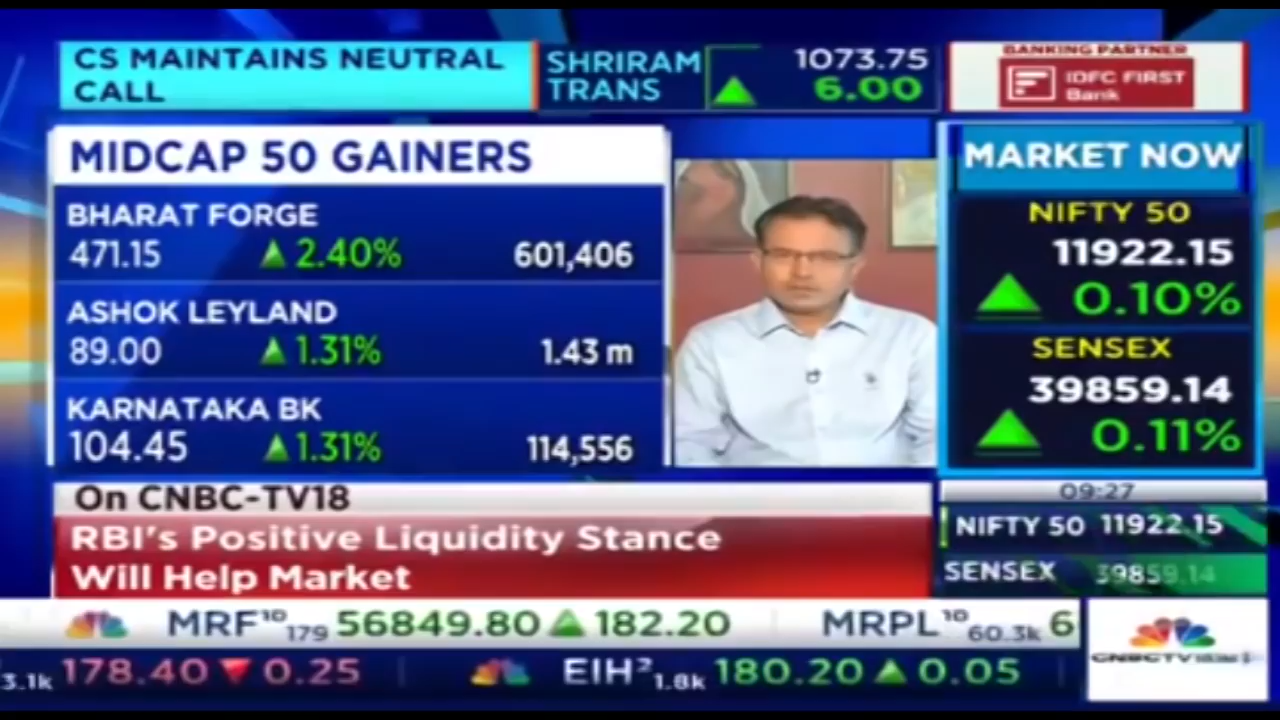 CS MAINTAINS NEUTRAL
CALL
SHRIRAM
TRANS
1073.75
6.00
BANKING PARTNER
IDFC FIRST
Bank
MIDCAP 50 GAINERS
BHARAT FORGE
471.15 ▲ 2.40% 601,406
ASHOK LEYLAND
89.00 ▲ 1.31% 1.43 m
KARNATAKA BK
104.45 ▲ 1.31% 114,556
MARKET NOW
NIFTY 50
11922.15
▲ 0.10%
SENSEX
39859.14
▲ 0.11%
On CNBC-TV18
RBI's Positive Liquidity Stance
Will Help Market
09:27
NIFTY 50 11922.15
SENSEX 39859.14
MRF 10 179 56849.80 ▲ 182.20 MRPL 10 60.3k 6
3.1k 178.40 ▼ 0.25 EIH 2 1.8k 180.20 ▲ 0.05